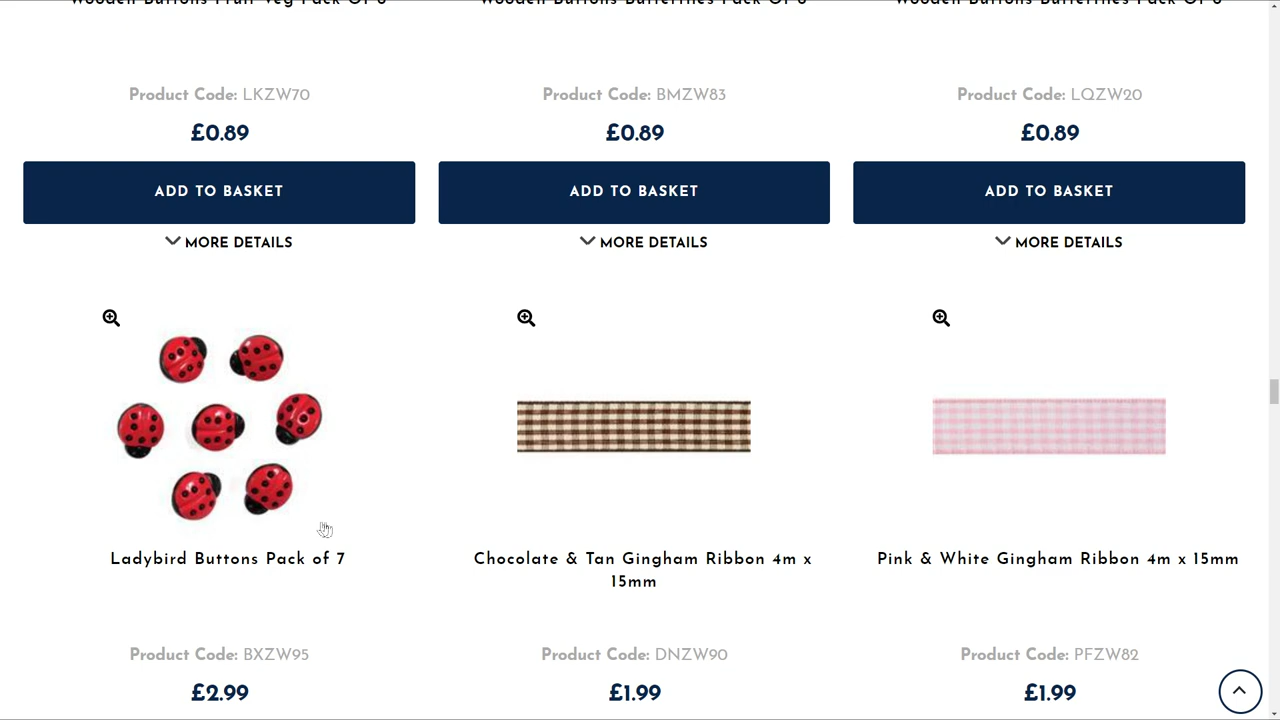 Product Code: LKZW70
Product Code: BMZW83
Product Code: LQZW20
£0.89
£0.89
£0.89
ADD TO BASKET
ADD TO BASKET
ADD TO BASKET
MORE DETAILS
MORE DETAILS
MORE DETAILS
Ladybird Buttons Pack of 7
Chocolate & Tan Gingham Ribbon 4m x
15mm
Pink & White Gingham Ribbon 4m x 15mm
Product Code: BXZW95
Product Code: DNZW90
Product Code: PFZW82
£2.99
£1.99
£1.99